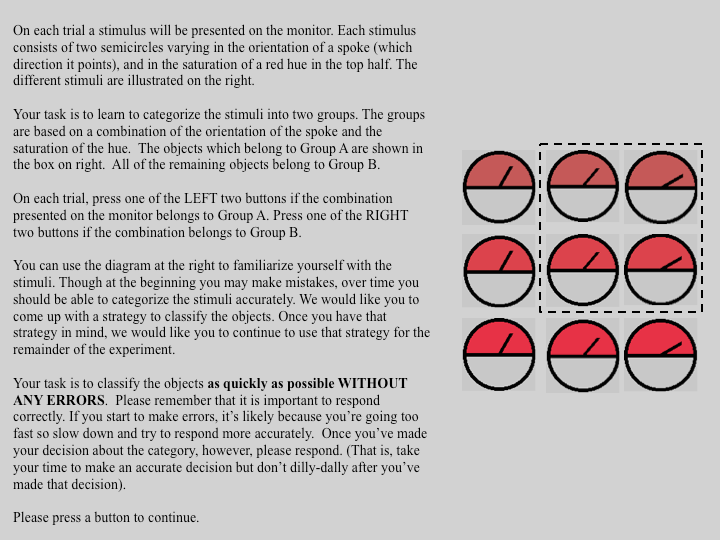 On each trial a stimulus will be presented on the monitor. Each stimulus
consists of two semicircles varying in the orientation of a spoke (which
direction it points), and in the saturation of a red hue in the top half. The
different stimuli are illustrated on the right.
Your task is to learn to categorize the stimuli into two groups. The groups
are based on a combination of the orientation of the spoke and the
saturation of the hue.  The objects which belong to Group A are shown in
the box on right.  All of the remaining objects belong to Group B.
On each trial, press one of the LEFT two buttons if the combination
presented on the monitor belongs to Group A. Press one of the RIGHT
two buttons if the combination belongs to Group B.
You can use the diagram at the right to familiarize yourself with the
stimuli. Though at the beginning you may make mistakes, over time you
should be able to categorize the stimuli accurately. We would like you to
come up with a strategy to classify the objects. Once you have that
strategy in mind, we would like you to continue to use that strategy for the
remainder of the experiment.
Your task is to classify the objects as quickly as possible WITHOUT
ANY ERRORS.  Please remember that it is important to respond
correctly. If you start to make errors, it's likely because you're going too
fast so slow down and try to respond more accurately.  Once you've made
your decision about the category, however, please respond. (That is, take
your time to make an accurate decision but don't dilly-dally after you've
made that decision).
Please press a button to continue.